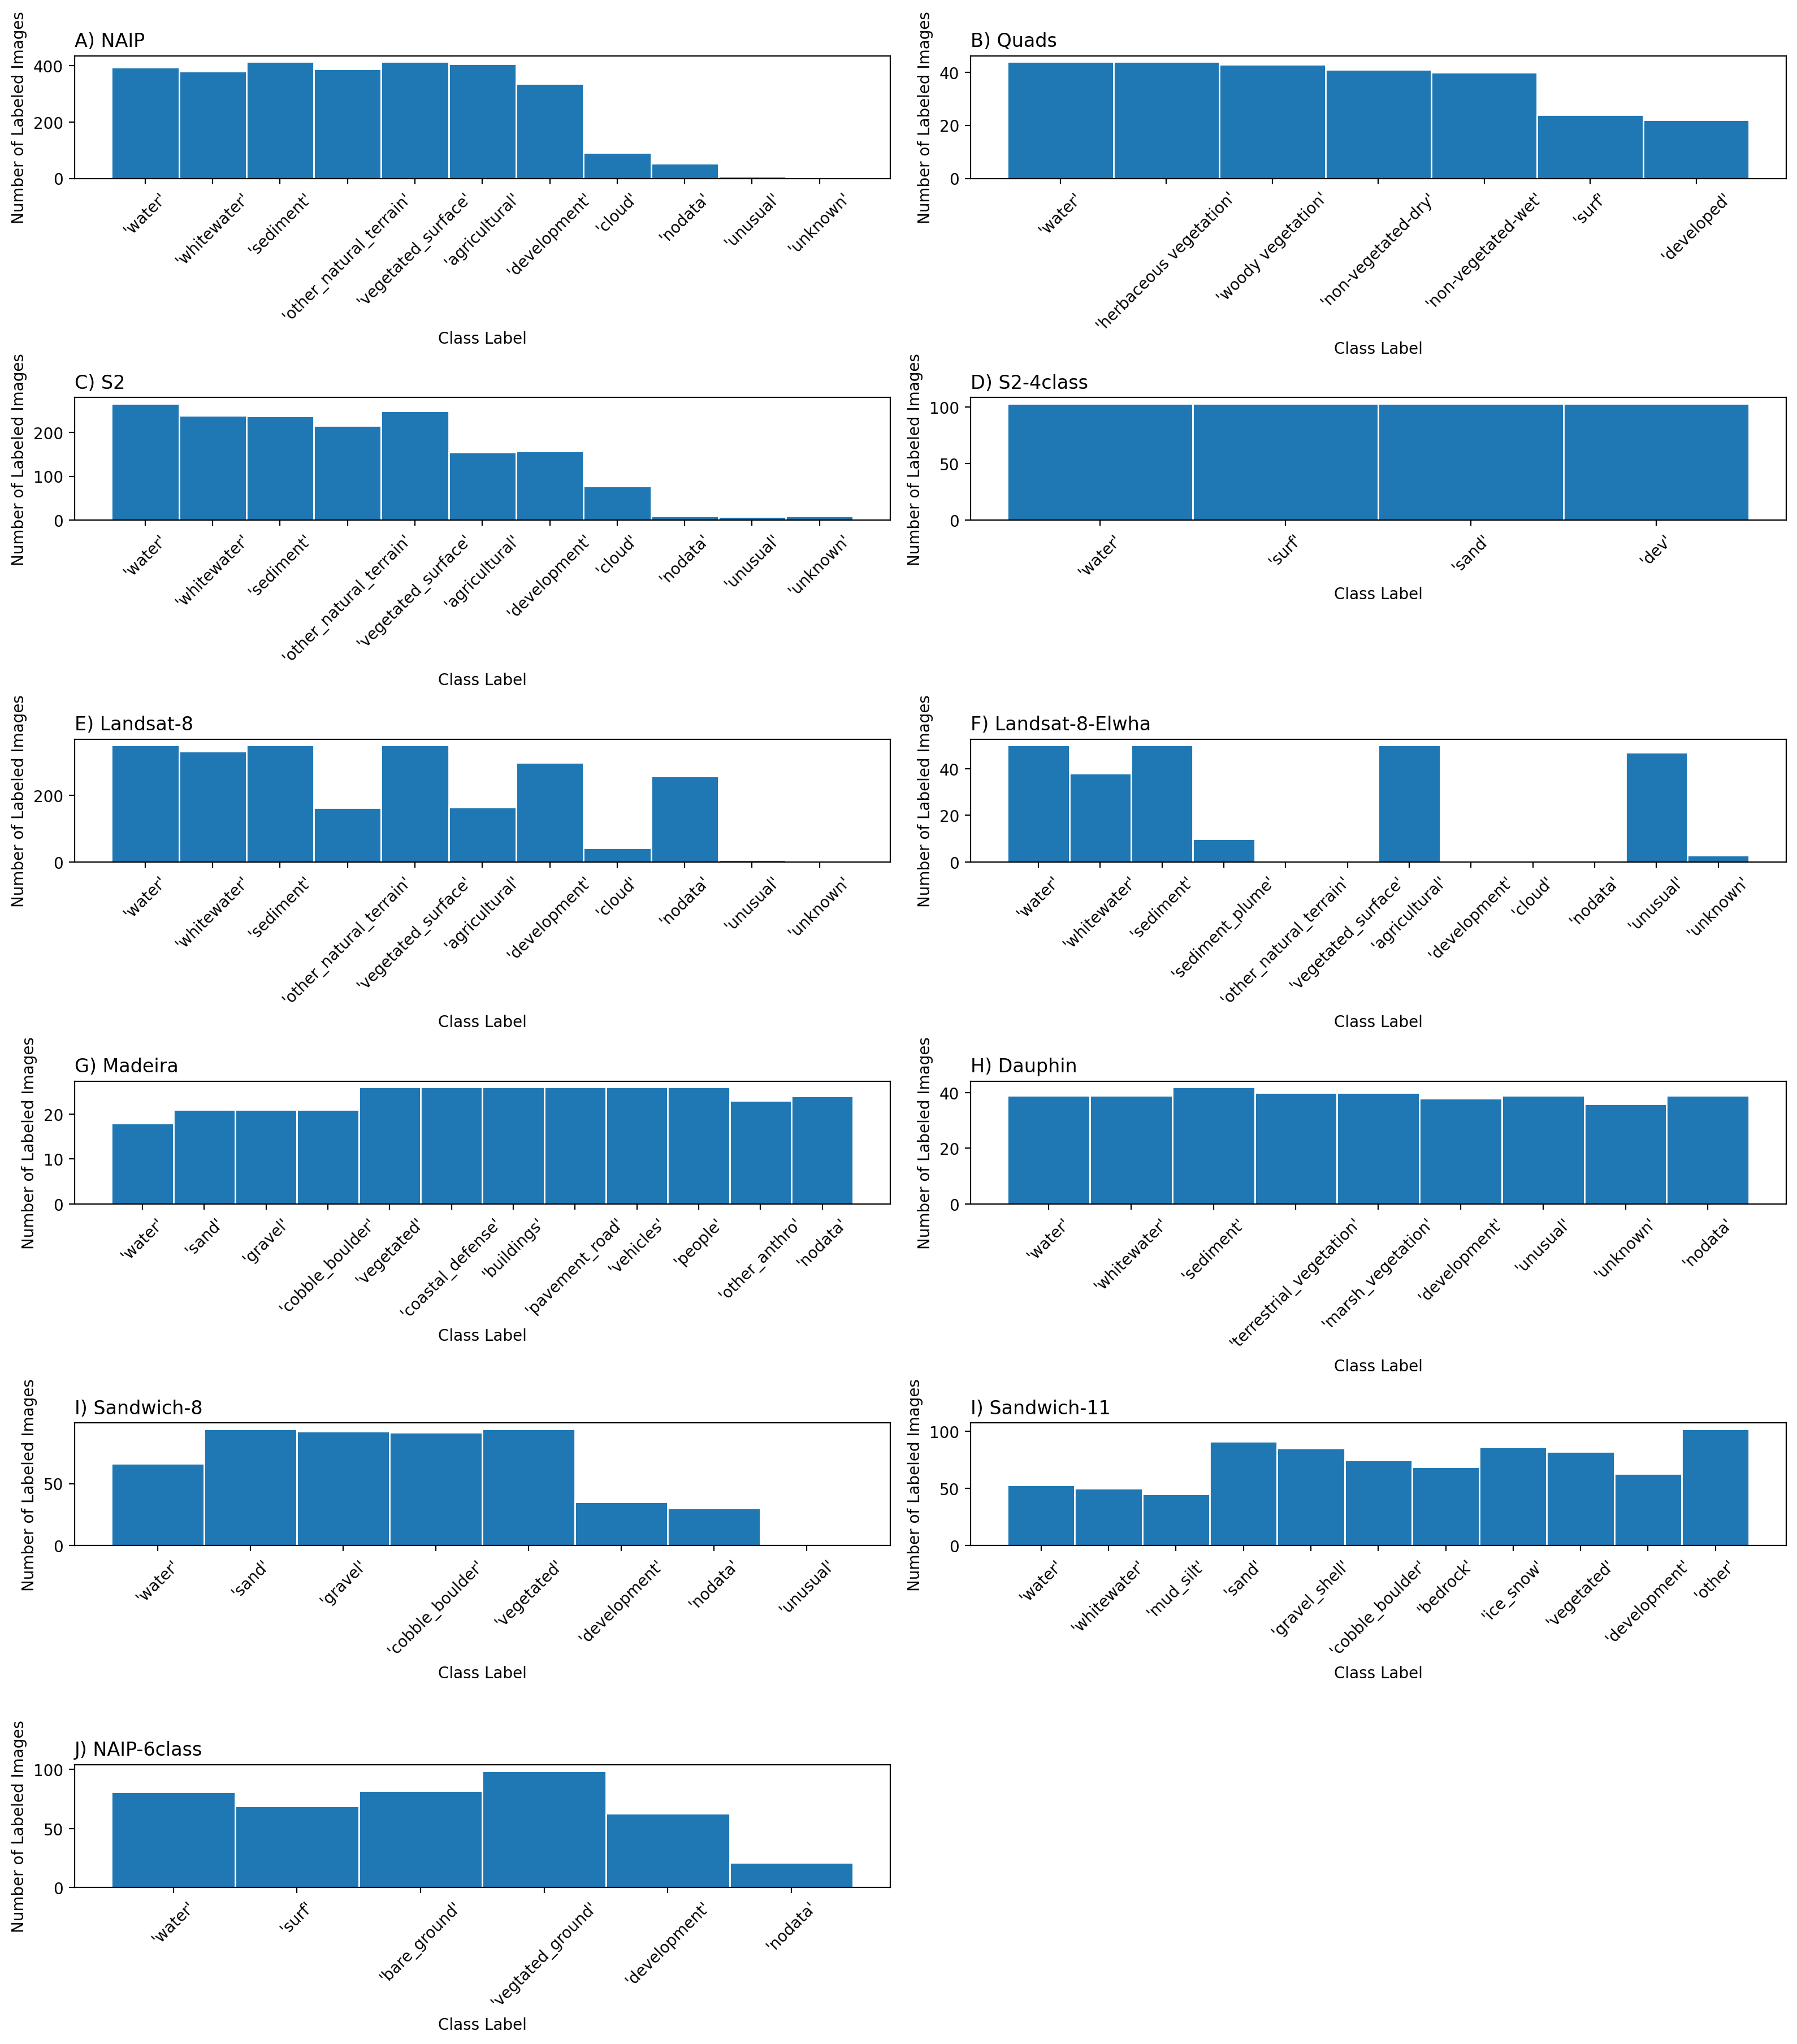 A) NAIP
Number of Labeled Images
400
200
0
'water'
'whitewater'
'sediment'
'other_natural_terrain'
'vegetated_surface'
'agricultural'
'development'
'cloud'
'nodata'
'unusual'
'unknown'
Class Label
B) Quads
Number of Labeled Images
40
20
0
'water'
'herbaceous vegetation'
'woody vegetation'
'non-vegetated-dry'
'non-vegetated-wet'
'surf'
'developed'
Class Label
C) S2
Number of Labeled Images
200
100
0
'water'
'whitewater'
'sediment'
'other_natural_terrain'
'vegetated_surface'
'agricultural'
'development'
'cloud'
'nodata'
'unusual'
'unknown'
Class Label
D) S2-4class
Number of Labeled Images
100
50
0
'water'
'surf'
'sand'
'dev'
Class Label
E) Landsat-8
Number of Labeled Images
200
0
'water'
'whitewater'
'sediment'
'other_natural_terrain'
'vegetated_surface'
'agricultural'
'development'
'cloud'
'nodata'
'unusual'
'unknown'
Class Label
F) Landsat-8-Elwha
Number of Labeled Images
40
20
0
'water'
'whitewater'
'sediment'
'sediment_plume'
'other_natural_terrain'
'vegetated_surface'
'agricultural'
'development'
'cloud'
'nodata'
'unusual'
'unknown'
Class Label
G) Madeira
Number of Labeled Images
20
10
0
'water'
'sand'
'gravel'
'cobble_boulder'
'vegetated'
'coastal_defense'
'buildings'
'pavement_road'
'vehicles'
'people'
'other_anthro'
'nodata'
Class Label
H) Dauphin
Number of Labeled Images
40
20
0
'water'
'whitewater'
'sediment'
'terrestrial_vegetation'
'marsh_vegetation'
'development'
'unusual'
'unknown'
'nodata'
Class Label
I) Sandwich-8
Number of Labeled Images
50
0
'water'
'sand'
'gravel'
'cobble_boulder'
'vegetated'
'development'
'nodata'
'unusual'
Class Label
I) Sandwich-11
Number of Labeled Images
100
50
0
'water'
'whitewater'
'mud_silt'
'sand'
'gravel_shell'
'cobble_boulder'
'bedrock'
'ice_snow'
'vegetated'
'development'
'other'
Class Label
J) NAIP-6class
Number of Labeled Images
100
50
0
'water'
'surf'
'bare_ground'
'vegtated_ground'
'development'
'nodata'
Class Label